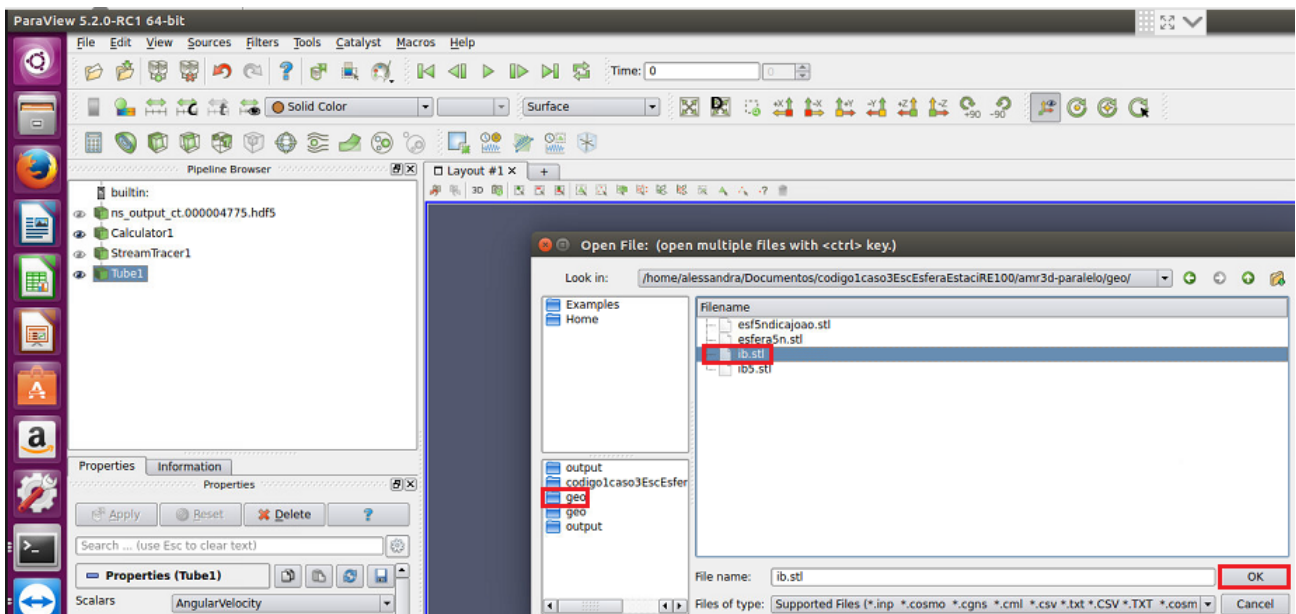 ParaView 5.2.0-RC1 64-bit
File Edit View Sources Filters Tools Catalyst Macros Help
Time: 0
0
Solid Color
Surface
+X
-X
+Y
-Y
+Z
-Z
+90
-90
Pipeline Browser
Layout #1
+
3D
builtin:
ns_output_ct.000004775.hdf5
Calculator1
StreamTracer1
Tube1
Open File: (open multiple files with <ctrl> key.)
Look in: /home/alessandra/Documentos/codigo1caso3EscEsferaEstaciRE100/amr3d-paralelo/geo/
Examples
Home
Filename
esf5ndicajoao.stl
esfera5n.stl
ib.stl
ib5.stl
output
codigo1caso3EscEsfer
geo
geo
output
Properties Information
Properties
Apply Reset Delete ?
Search ... (use Esc to clear text)
Properties (Tube1)
Scalars AngularVelocity
File name: ib.stl OK
Files of type: Supported Files (*.inp *.cosmo *.cgns *.cml *.csv *.txt *.CSV *.TXT *.cosm Cancel